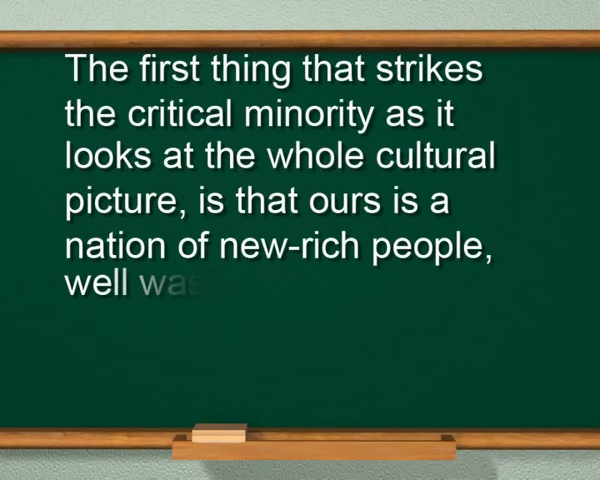 The first thing that strikes
the critical minority as it
looks at the whole cultural
picture, is that ours is a
nation of new-rich people,
well